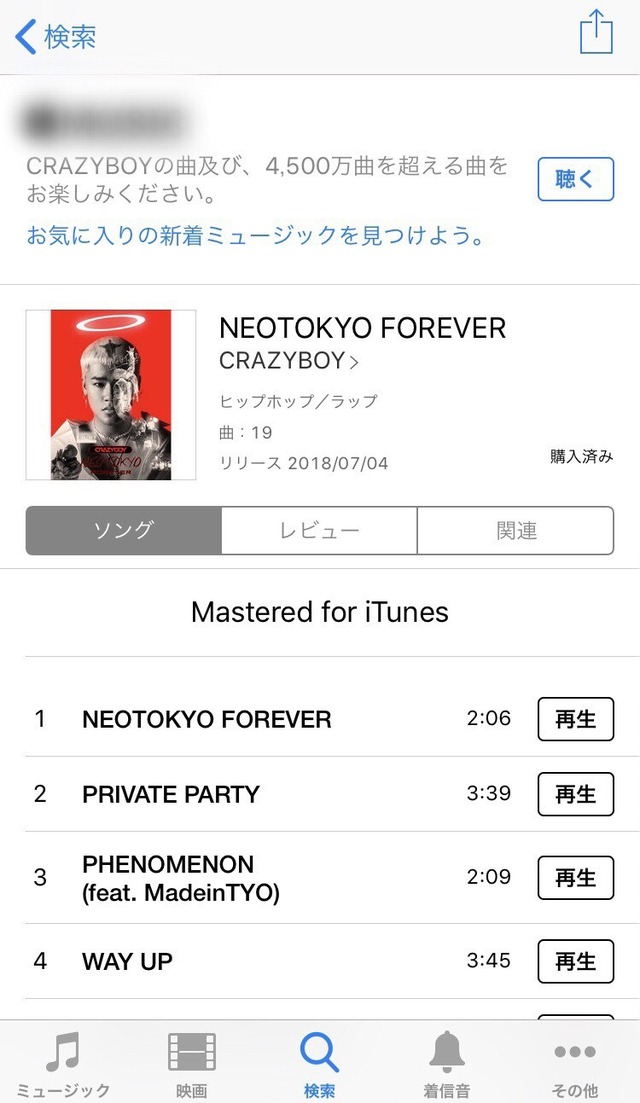 検索
CRAZYBOYの曲及び、4,500万曲を超える曲を
お楽しみください。
聴く
お気に入りの新着ミュージックを見つけよう。
NEOTOKYO FOREVER
CRAZYBOY>
ヒップホップ／ラップ
曲：19
リリース 2018/07/04
購入済み
CRAZYBOY
NEOTOKYO
FOREVER
ソング
レビュー
関連
Mastered for iTunes
1 NEOTOKYO FOREVER 2:06 再生
2 PRIVATE PARTY 3:39 再生
3 PHENOMENON
(feat. MadeinTYO) 2:09 再生
4 WAY UP 3:45 再生
ミュージック
映画
検索
着信音
その他